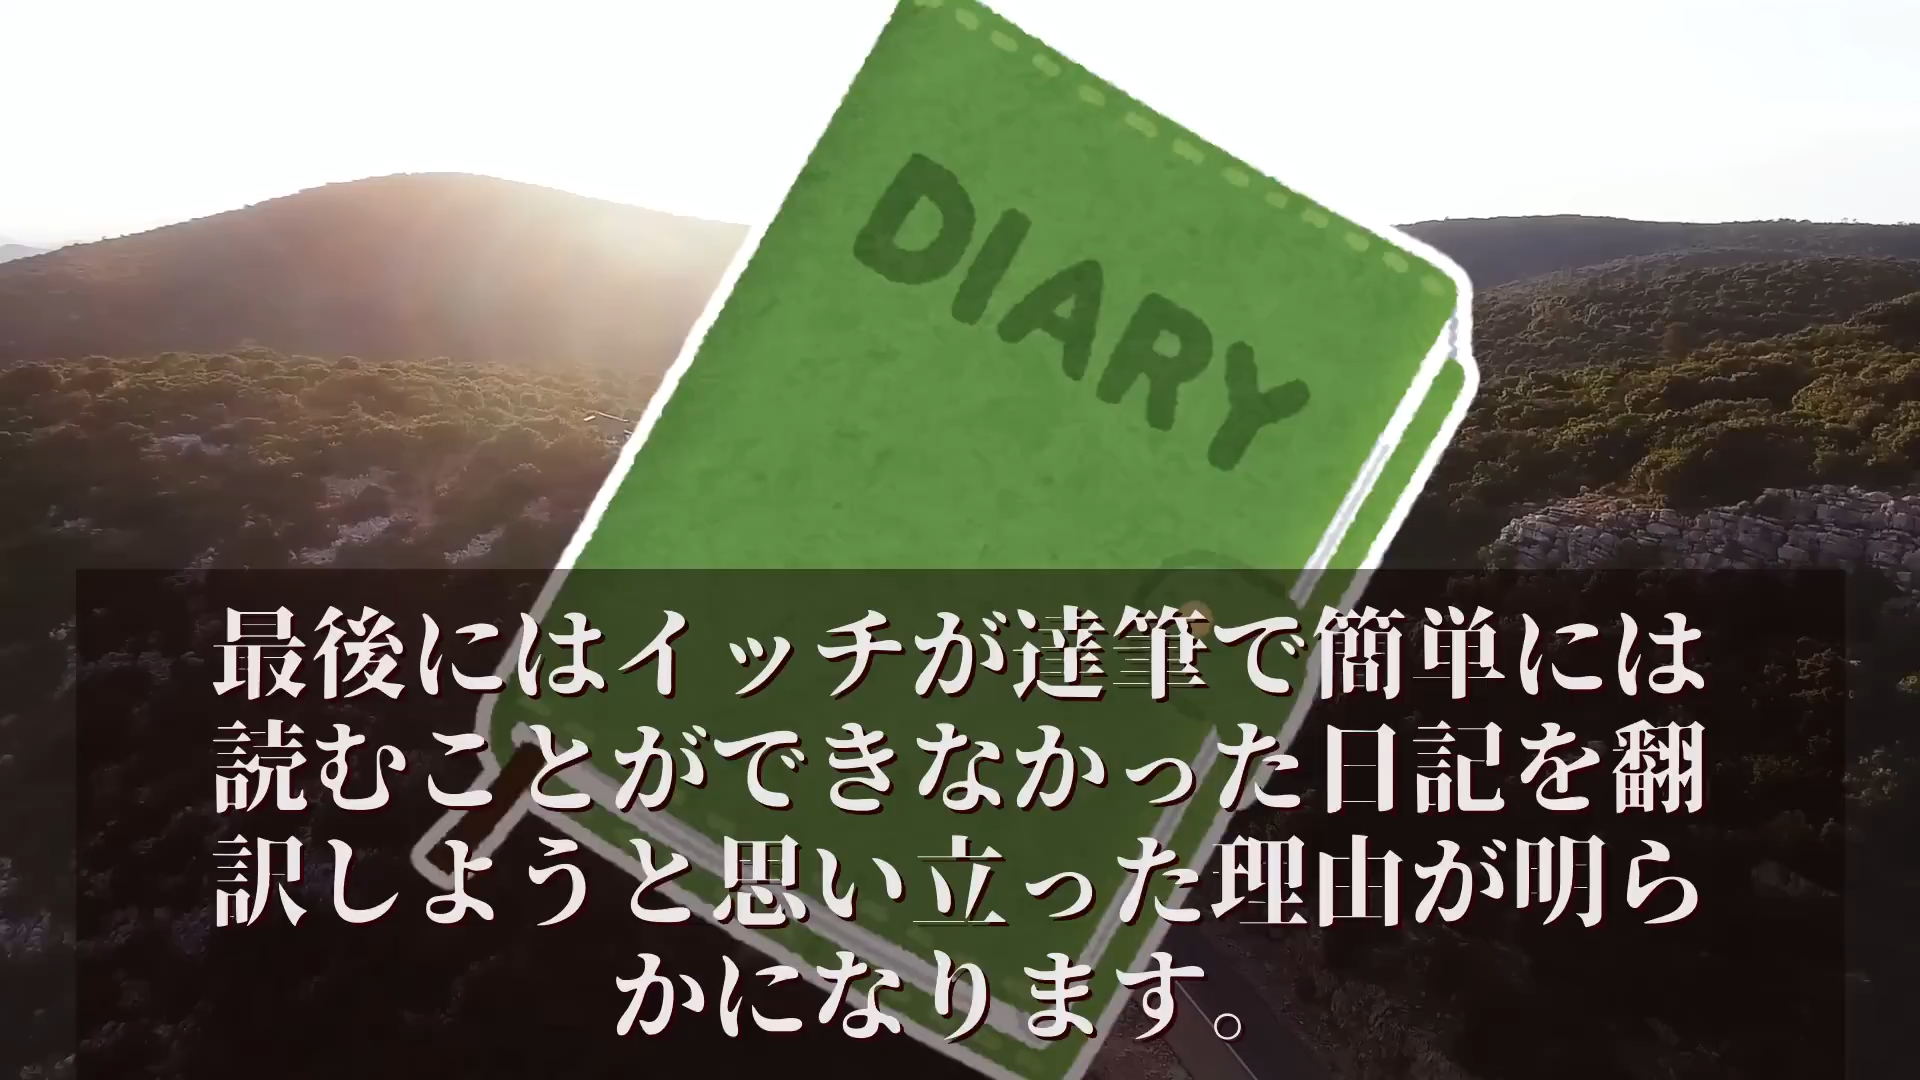 DIARY
最後にはイッチが達筆で簡単には
読むことができなかった日記を翻
訳しようと思い立った理由が明ら
かになります。